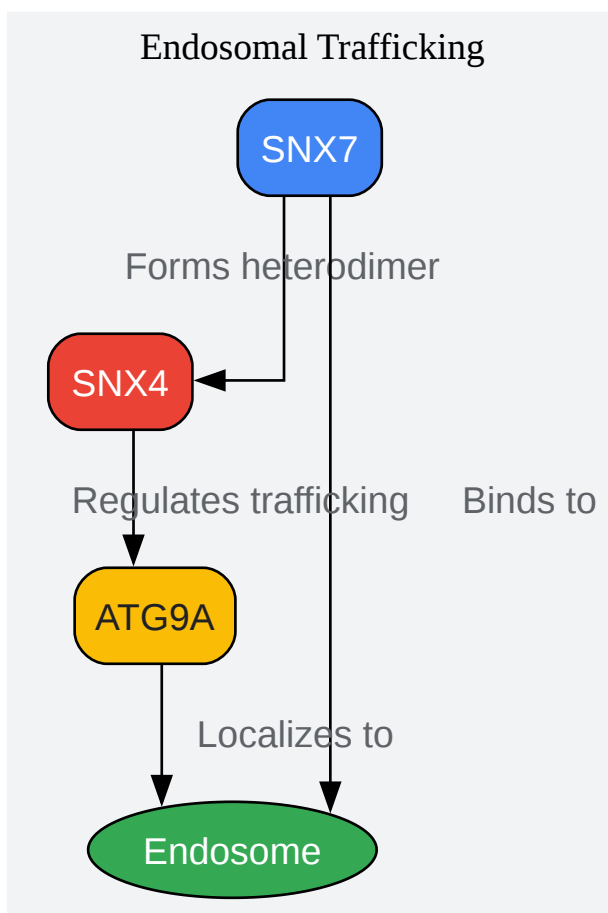 Endosomal Trafficking
SNX7
Forms heterodimer
SNX4
Regulates trafficking
Binds to
ATG9A
Localizes to
Endosome